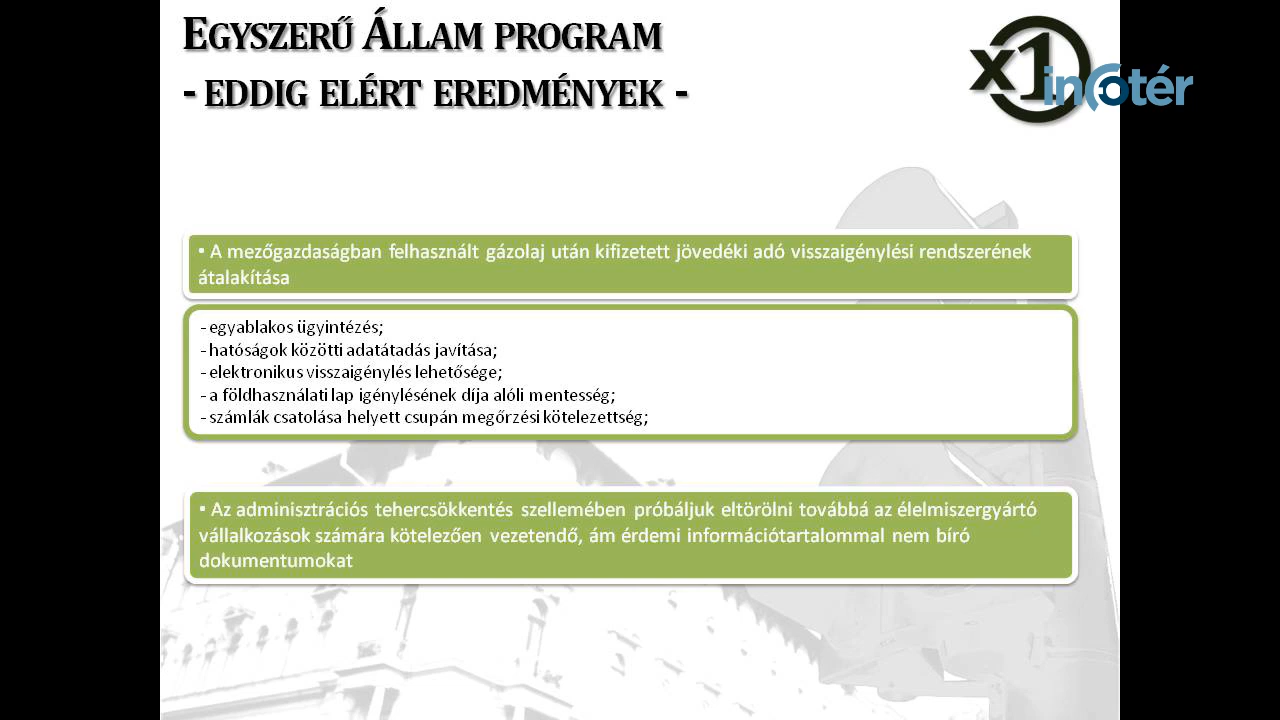 EGYSZERŰ ÁLLAM PROGRAM
- EDDIG ELÉRT EREDMÉNYEK -
x1
infotér
▪ A mezőgazdaságban felhasznált gázolaj után kifizetett jövedéki adó visszaigénylési rendszerének
átalakítása
- egyablakos ügyintézés;
- hatóságok közötti adatátadás javítása;
- elektronikus visszaigénylés lehetősége;
- a földhasználati lap igénylésének díja alóli mentesség;
- számlák csatolása helyett csupán megőrzési kötelezettség;
▪ Az adminisztrációs tehercsökkentés szellemében próbáljuk eltörölni továbbá az élelmiszergyártó
vállalkozások számára kötelezően vezetendő, ám érdemi információtartalommal nem bíró
dokumentumokat